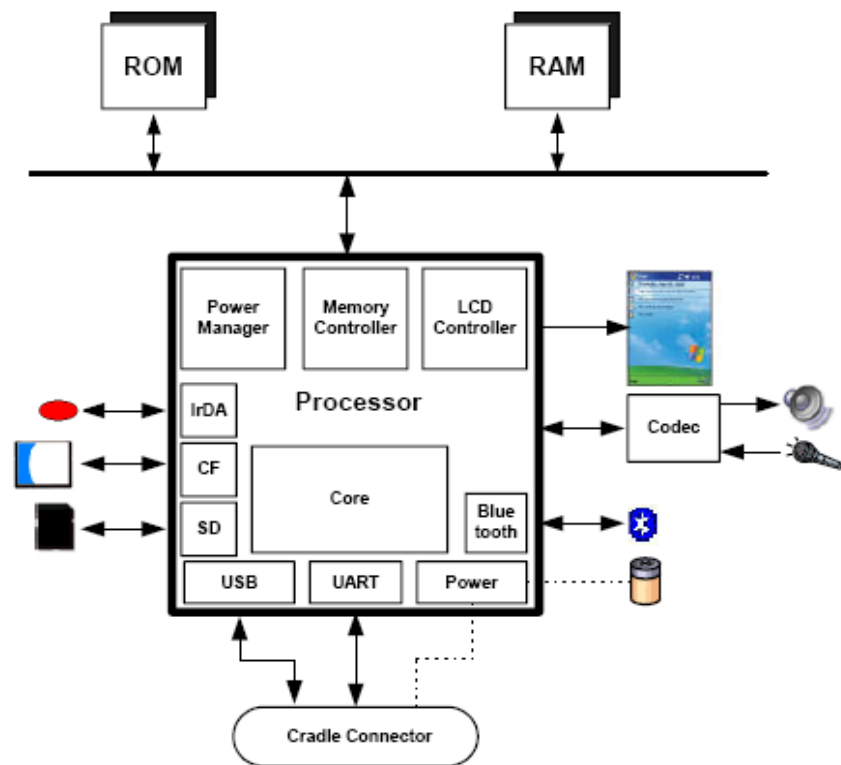 ROM
RAM
Power
Manager
Memory
Controller
LCD
Controller
IrDA
Processor
Codec
CF
Core
SD
Blue
tooth
USB
UART
Power
Cradle Connector